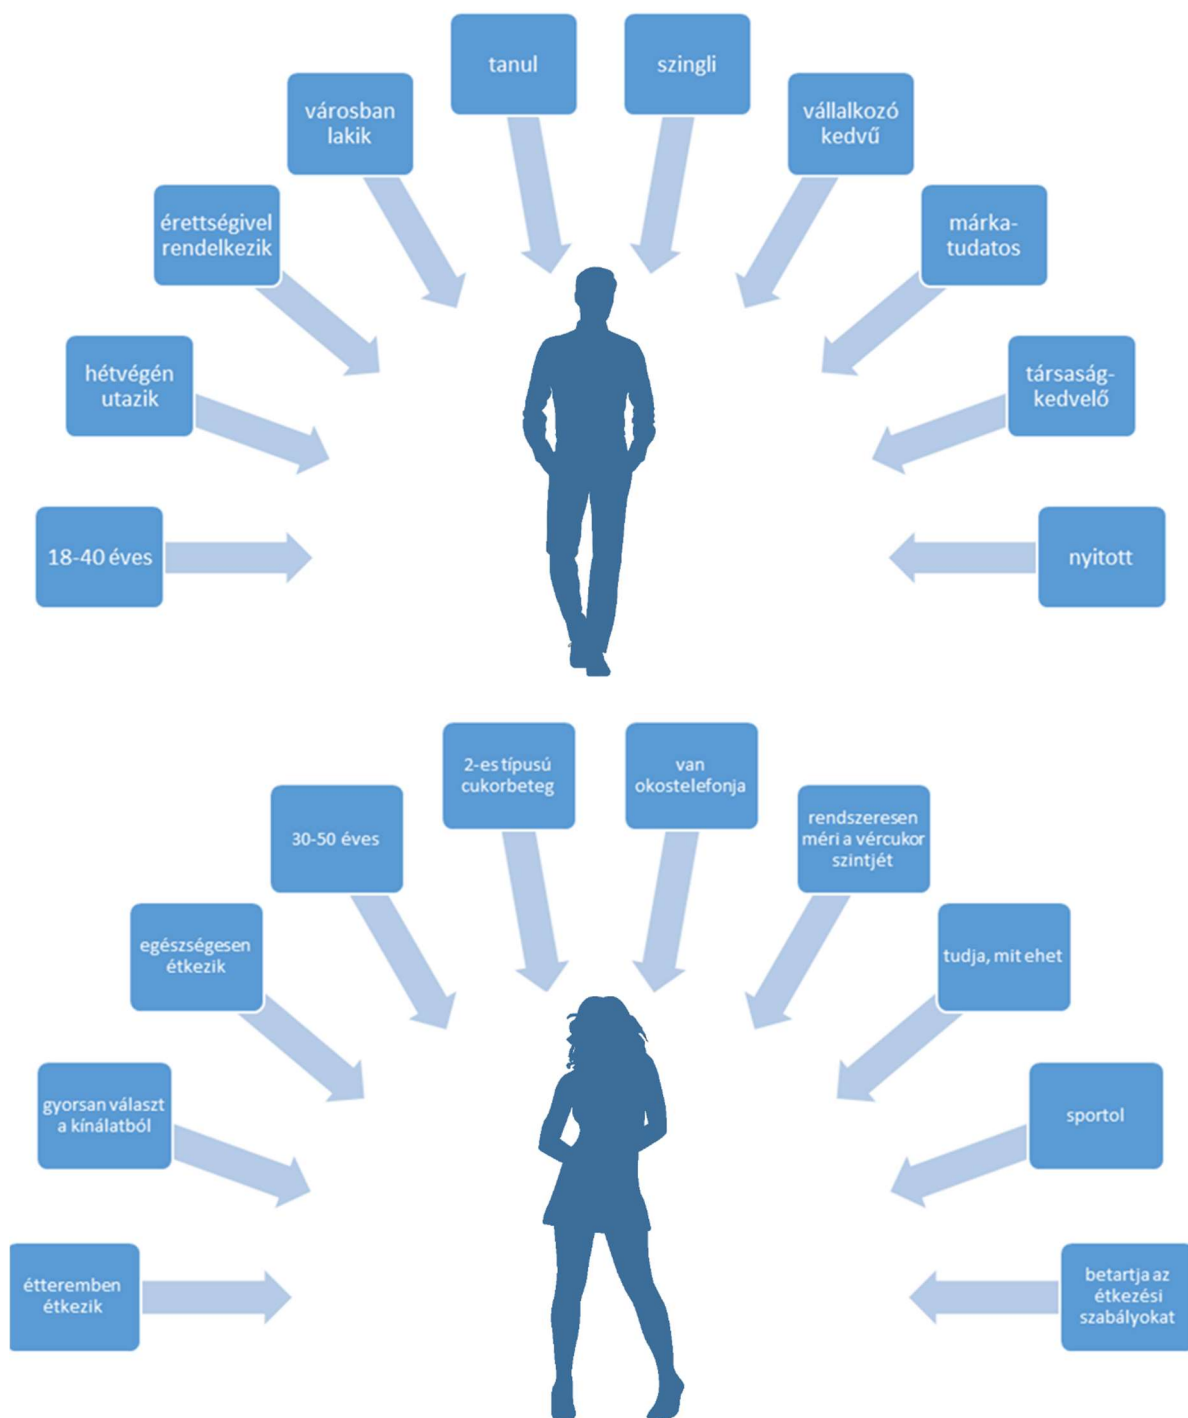 tanul
szingli
városban
lakik
vállalkozó
kedvű
érettségivel
rendelkezik
márka-
tudatos
hétvégén
utazik
társaság-
kedvelő
18-40 éves
nyitott
2-es típusú
cukorbeteg
van
okostelefonja
30-50 éves
rendszeresen
méri a vércukor
szintjét
egészségesen
étkezik
tudja, mit ehet
gyorsan választ
a kínálatból
sportol
étteremben
étkezik
betartja az
étkezési
szabályokat